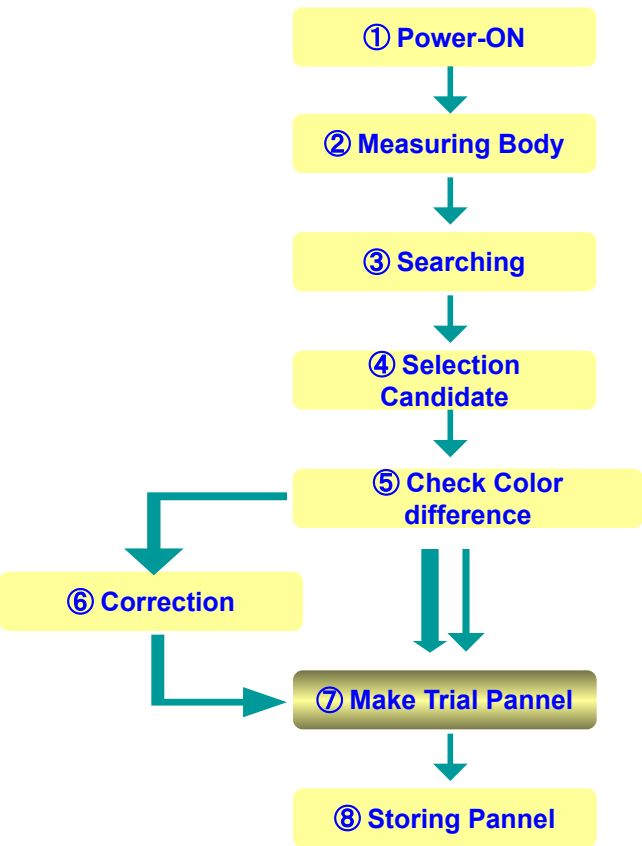 ① Power-ON
② Measuring Body
③ Searching
④ Selection
Candidate
⑤ Check Color
difference
⑥ Correction
⑦ Make Trial Pannel
⑧ Storing Pannel